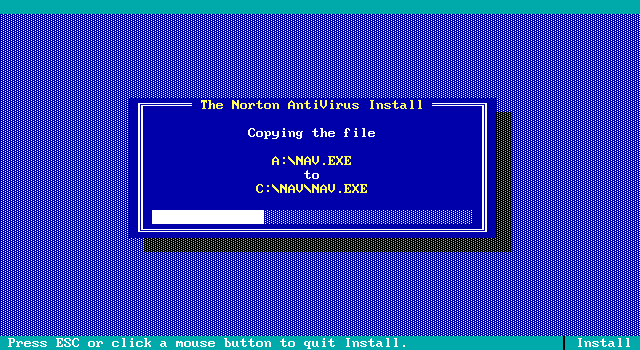 The Norton AntiVirus Install
Copying the file
A:\NAV.EXE
to
C:\NAV\NAV.EXE
Press ESC or click a mouse button to quit Install.
Install